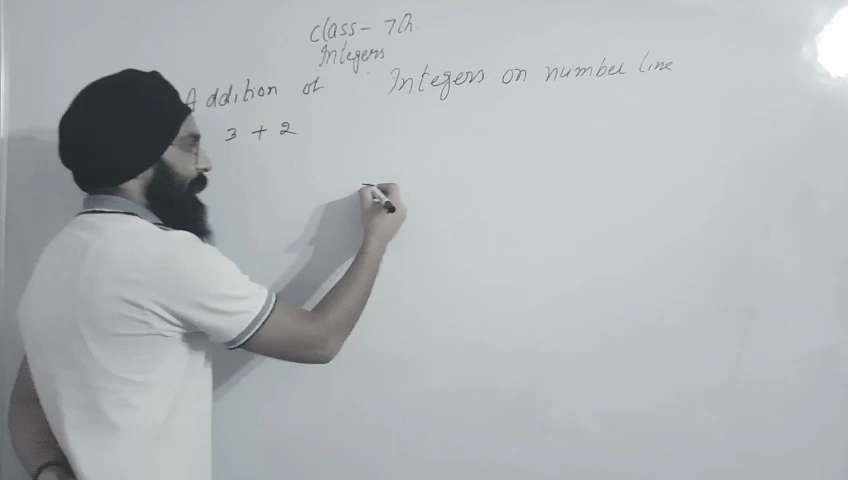 Class - 7th
Integers
Addition of Integers on number line
3 + 2